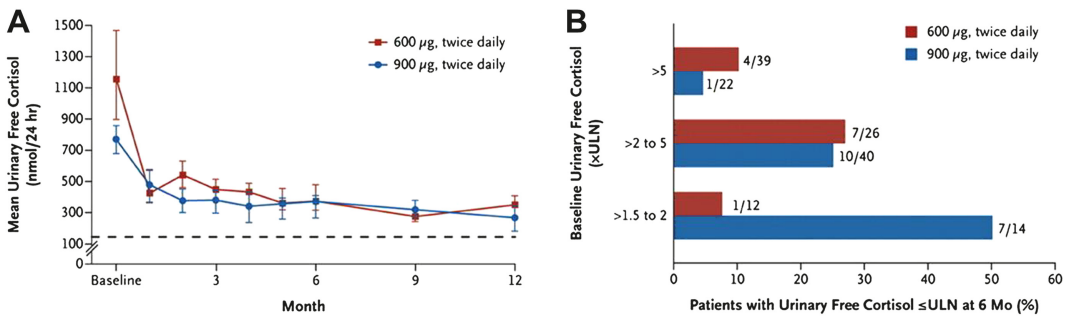 A
Mean Urinary Free Cortisol
(nmol/24 hr)
1500
1300
1100
900
700
500
300
100
0
600 µg, twice daily
900 µg, twice daily
Baseline
3
6
9
12
Month
B
Baseline Urinary Free Cortisol
(×ULN)
600 µg, twice daily
900 µg, twice daily
>5
4/39
1/22
>2 to 5
7/26
10/40
>1.5 to 2
1/12
7/14
0
10
20
30
40
50
60
Patients with Urinary Free Cortisol ≤ULN at 6 Mo (%)